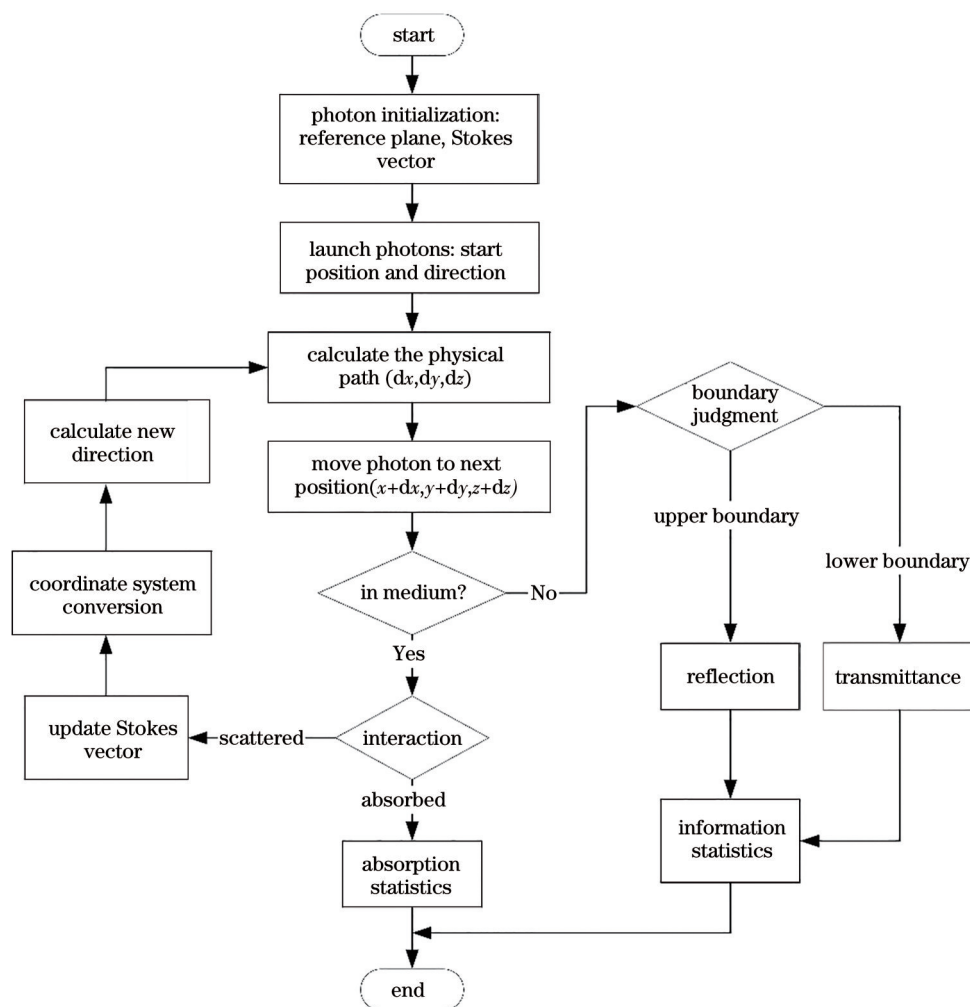 start
photon initialization:
reference plane, Stokes
vector
launch photons: start
position and direction
calculate the physical
path (dx,dy,dz)
boundary
judgment
calculate new
direction
move photon to next
position(x+dx,y+dy,z+dz)
upper boundary
lower boundary
coordinate system
conversion
in medium?
No
Yes
reflection
transmittance
update Stokes
vector
scattered
interaction
absorbed
information
statistics
absorption
statistics
end